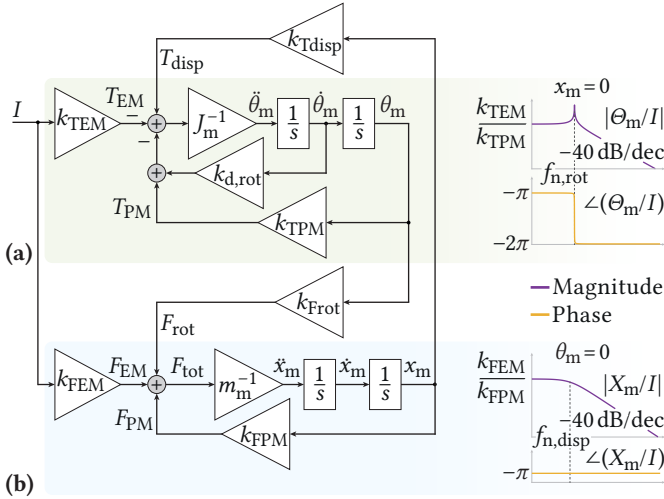 k_Tdisp
T_disp
I
T_EM
k_TEM
−
−
J_m^−1
θ̈_m
1/s
θ̇_m
1/s
θ_m
k_d,rot
T_PM
k_TPM
(a)
x_m = 0
k_TEM/k_TPM
|Θ_m/I|
−40 dB/dec
f_n,rot
−π
∠(Θ_m/I)
−2π
Magnitude
Phase
k_Frot
F_rot
k_FEM
F_EM
F_tot
m_m^−1
ẍ_m
1/s
ẋ_m
1/s
x_m
F_PM
k_FPM
(b)
θ_m = 0
k_FEM/k_FPM
|X_m/I|
−40 dB/dec
f_n,disp
∠(X_m/I)
−π